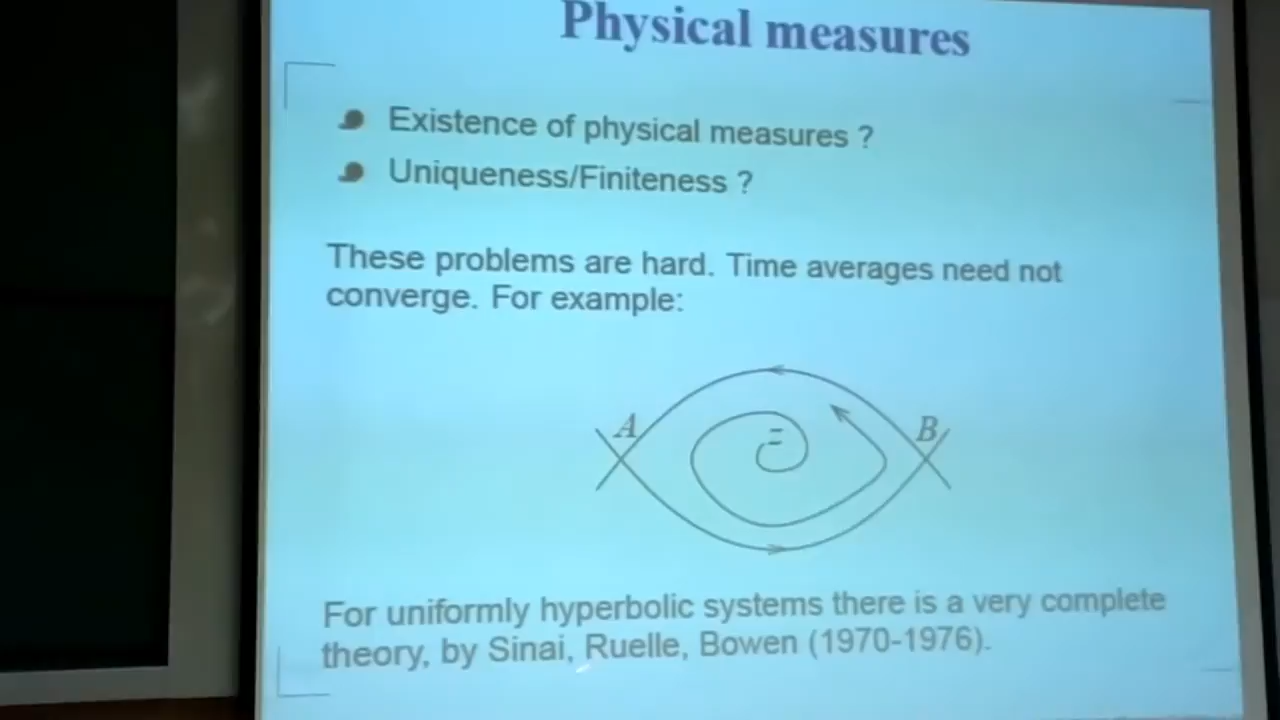 Physical measures
Existence of physical measures ?
Uniqueness/Finiteness ?
These problems are hard. Time averages need not
converge. For example:
A
B
z
For uniformly hyperbolic systems there is a very complete
theory, by Sinai, Ruelle, Bowen (1970-1976).